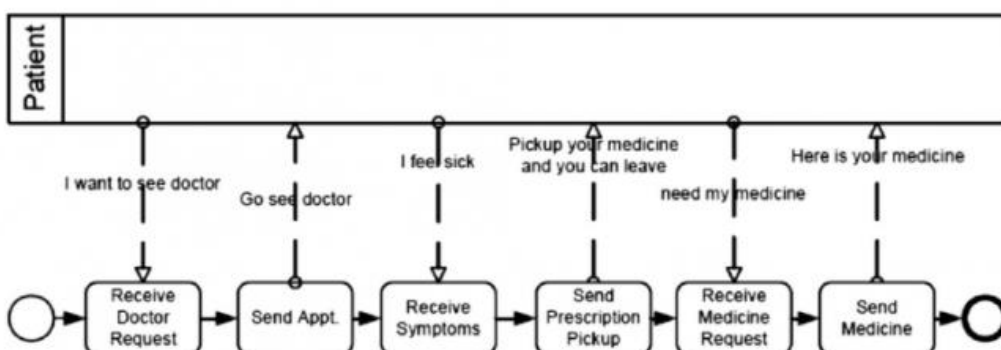 Patient
I want to see doctor
Go see doctor
I feel sick
Pickup your medicine
and you can leave
need my medicine
Here is your medicine
Receive
Doctor
Request
Send Appt.
Receive
Symptoms
Send
Prescription
Pickup
Receive
Medicine
Request
Send
Medicine